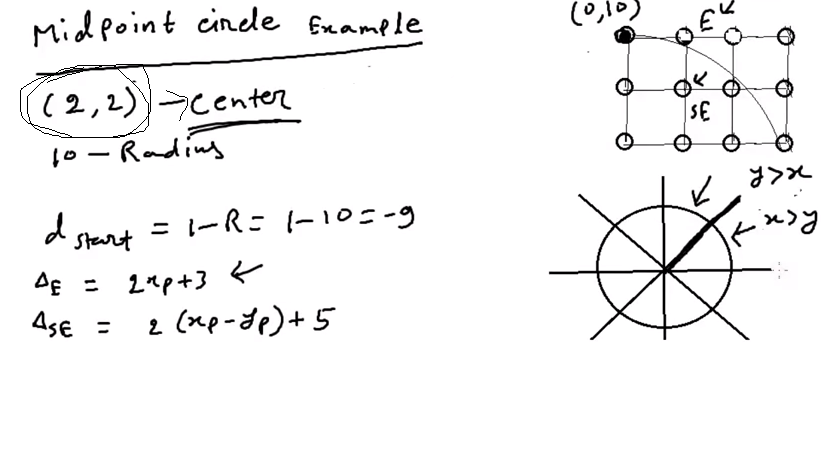 Midpoint circle Example
(2,2) → Center
10 - Radius
d start = 1-R = 1-10 = -9
ΔE = 2xp+3 ←
ΔSE = 2 (xp-yp)+5
(0,10)
E
SE
y>x
x>y